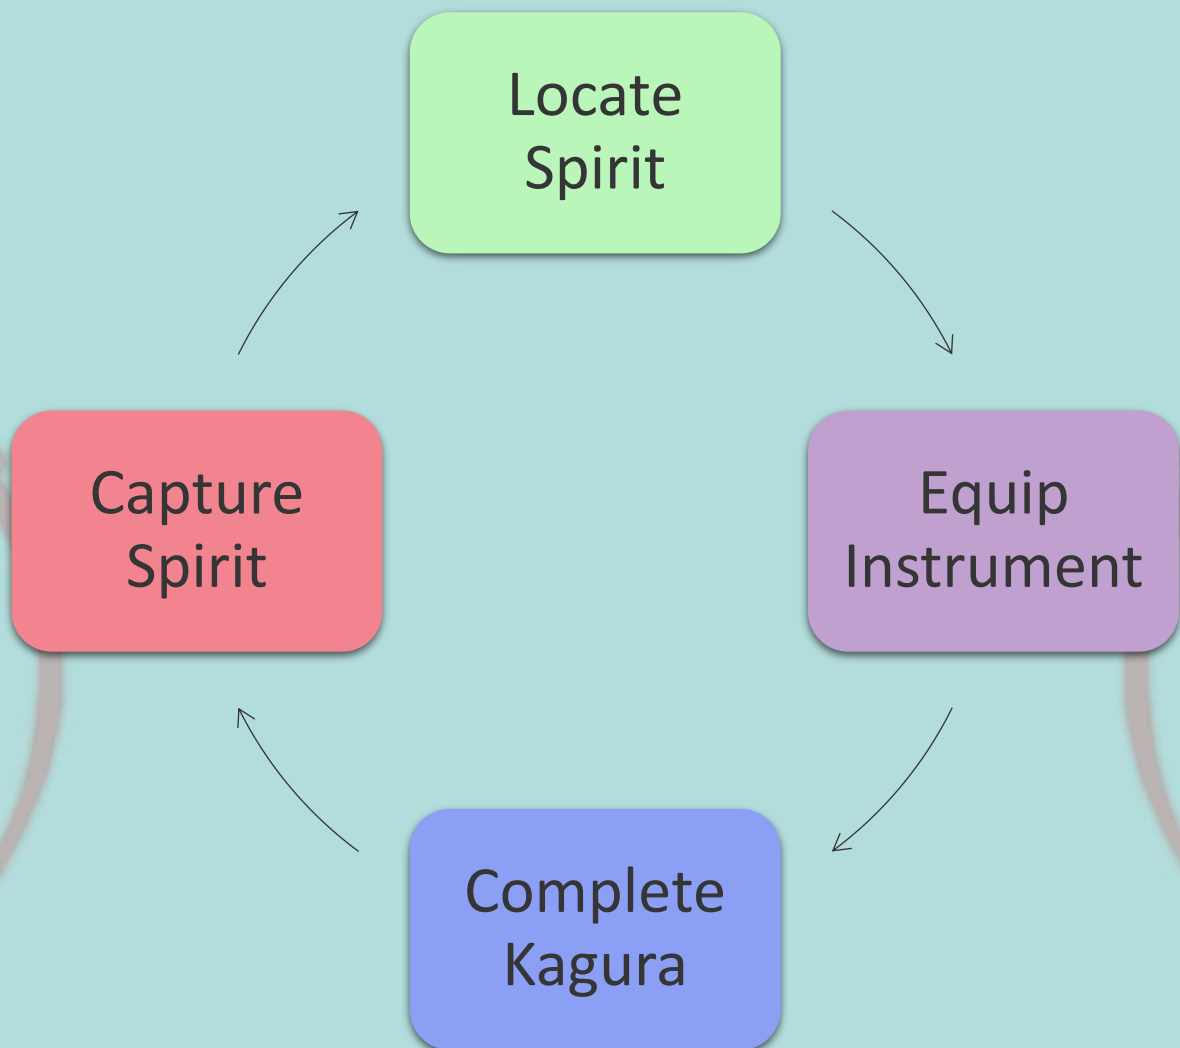 Locate
Spirit
Equip
Instrument
Complete
Kagura
Capture
Spirit